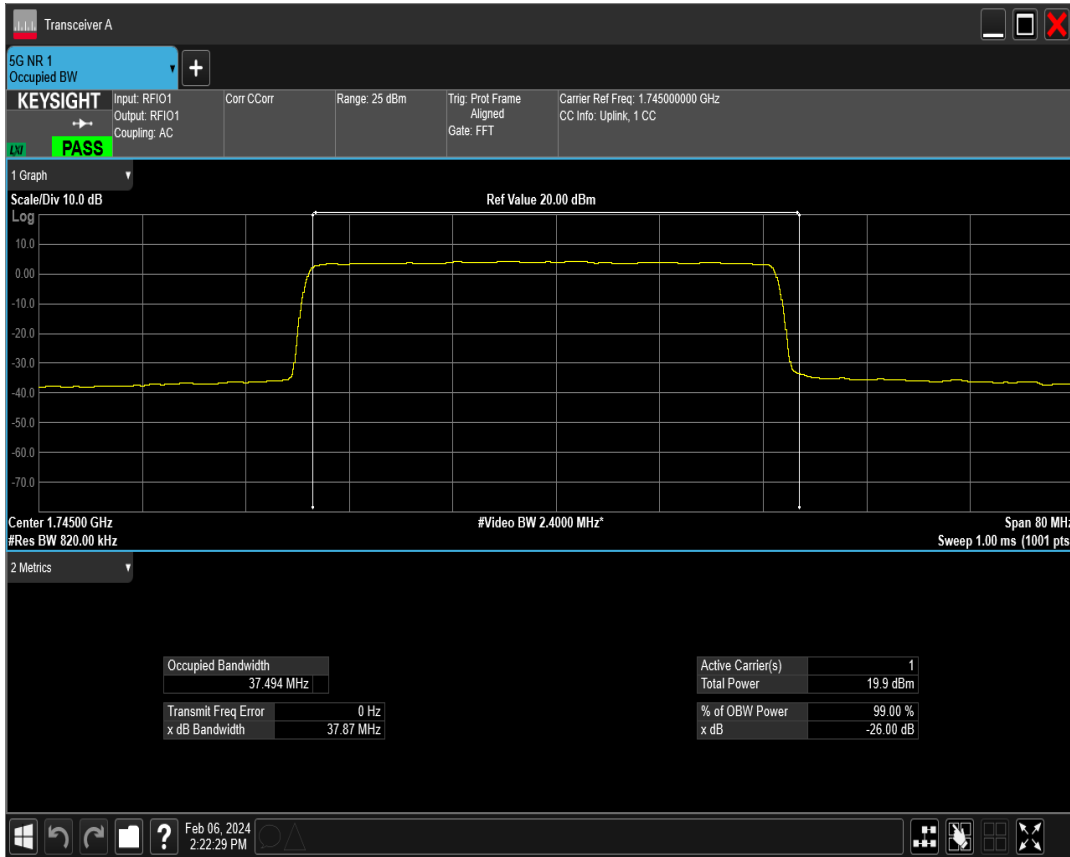 Transceiver A
5G NR 1
Occupied BW
KEYSIGHT
LXI
PASS
Input: RFIO1
Output: RFIO1
Coupling: AC
Corr CCorr
Range: 25 dBm
Trig: Prot Frame
Aligned
Gate: FFT
Carrier Ref Freq: 1.745000000 GHz
CC Info: Uplink, 1 CC
1 Graph
Scale/Div 10.0 dB
Ref Value 20.00 dBm
Log
10.0
0.00
-10.0
-20.0
-30.0
-40.0
-50.0
-60.0
-70.0
Center 1.74500 GHz
#Video BW 2.4000 MHz*
Span 80 MHz
#Res BW 820.00 kHz
Sweep 1.00 ms (1001 pts
2 Metrics
Occupied Bandwidth
37.494 MHz
Transmit Freq Error 0 Hz
x dB Bandwidth 37.87 MHz
Active Carrier(s) 1
Total Power 19.9 dBm
% of OBW Power 99.00 %
x dB -26.00 dB
?
Feb 06, 2024
2:22:29 PM